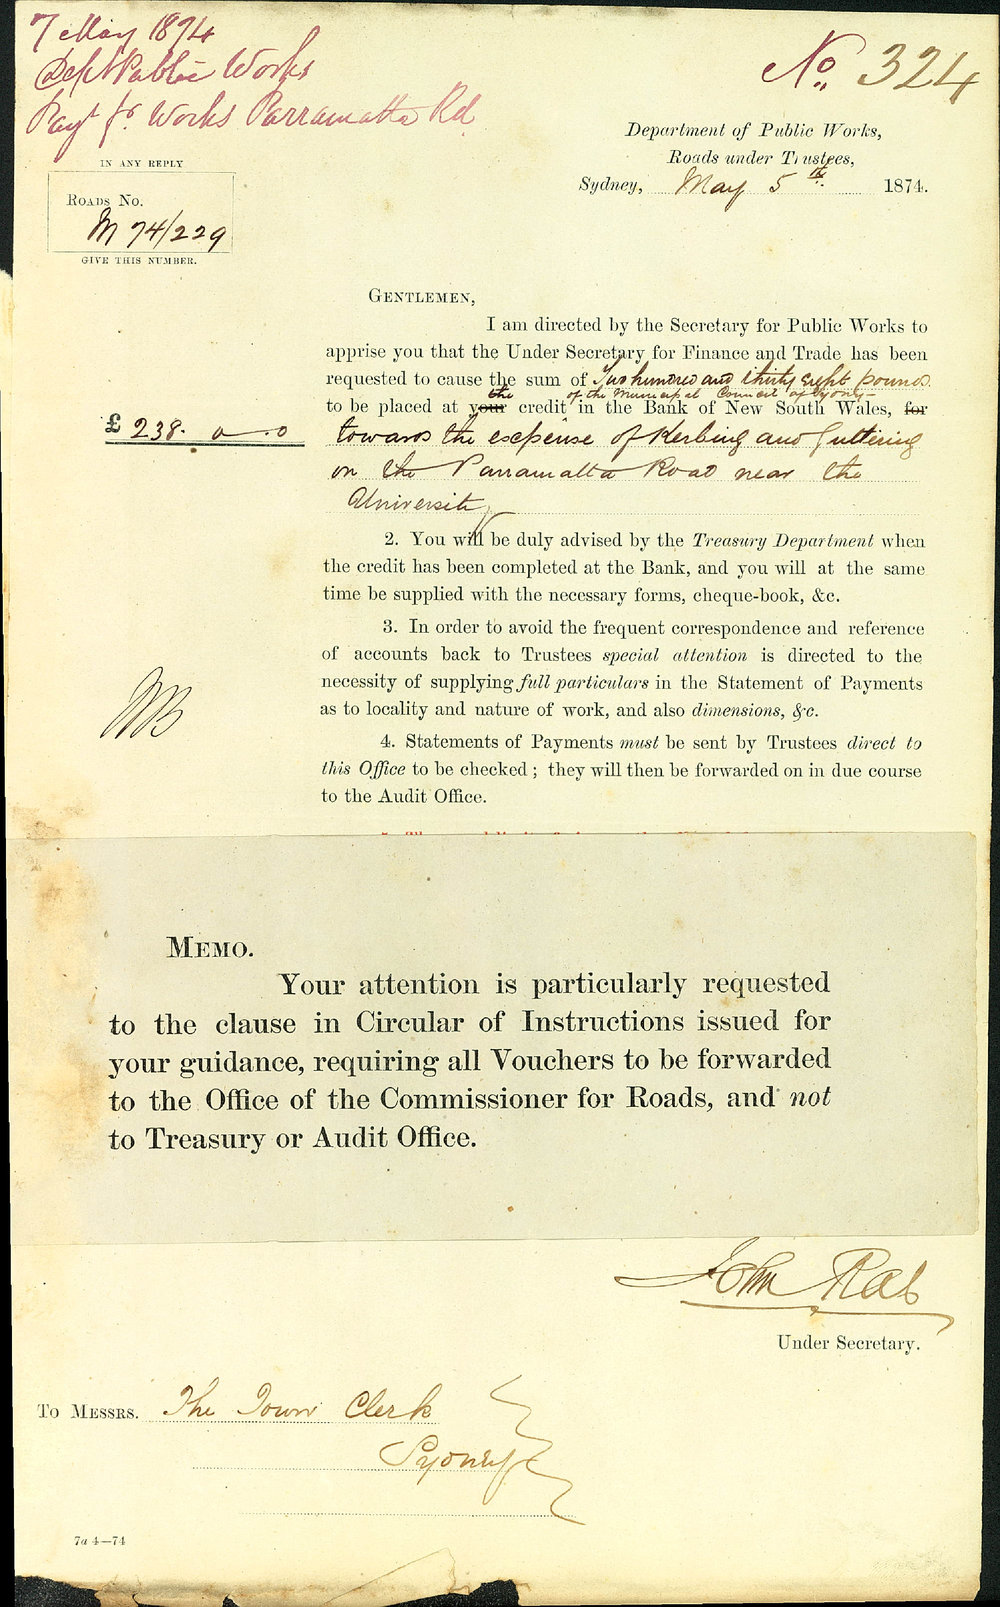 7 May 1874
Dept Public Works
Payt fr. Works Parramatta Rd
No. 324
Department of Public Works,
Roads under Trustees,
Sydney, May 5th. 1874.
IN ANY REPLY
ROADS NO.
M 74/229
GIVE THIS NUMBER.
GENTLEMEN,
I am directed by the Secretary for Public Works to
apprise you that the Under Secretary for Finance and Trade has been
requested to cause the sum of Two hundred and thirty eight pounds
the of the Municipal Council of Sydney
to be placed at your credit in the Bank of New South Wales, for
£ 238. 0 . 0
towards the expense of Kerbing and Guttering
on the Parramatta Road near the
University
2. You will be duly advised by the Treasury Department when
the credit has been completed at the Bank, and you will at the same
time be supplied with the necessary forms, cheque-book, &c.
3. In order to avoid the frequent correspondence and reference
of accounts back to Trustees special attention is directed to the
necessity of supplying full particulars in the Statement of Payments
as to locality and nature of work, and also dimensions, &c.
4. Statements of Payments must be sent by Trustees direct to
this Office to be checked ; they will then be forwarded on in due course
to the Audit Office.
MEMO.
Your attention is particularly requested
to the clause in Circular of Instructions issued for
your guidance, requiring all Vouchers to be forwarded
to the Office of the Commissioner for Roads, and not
to Treasury or Audit Office.
John Rae
Under Secretary.
TO MESSRS. The Town Clerk
Sydney
7a 4—74